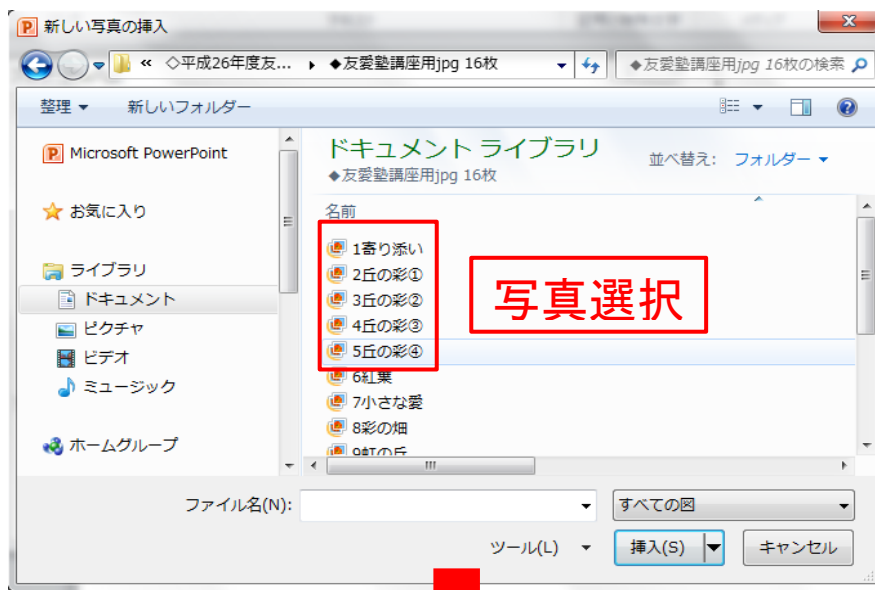 新しい写真の挿入
« ◇平成26年度友... ▸ ◆友愛塾講座用jpg 16枚
◆友愛塾講座用jpg 16枚の検索
整理 新しいフォルダー
Microsoft PowerPoint
お気に入り
ライブラリ
ドキュメント
ピクチャ
ビデオ
ミュージック
ホームグループ
ドキュメント ライブラリ
◆友愛塾講座用jpg 16枚
並べ替え: フォルダー
名前
1寄り添い
2丘の彩①
3丘の彩②
4丘の彩③
5丘の彩④
6紅葉
7小さな愛
8彩の畑
9虹の丘
写真選択
ファイル名(N):
すべての図
ツール(L) 挿入(S) キャンセル